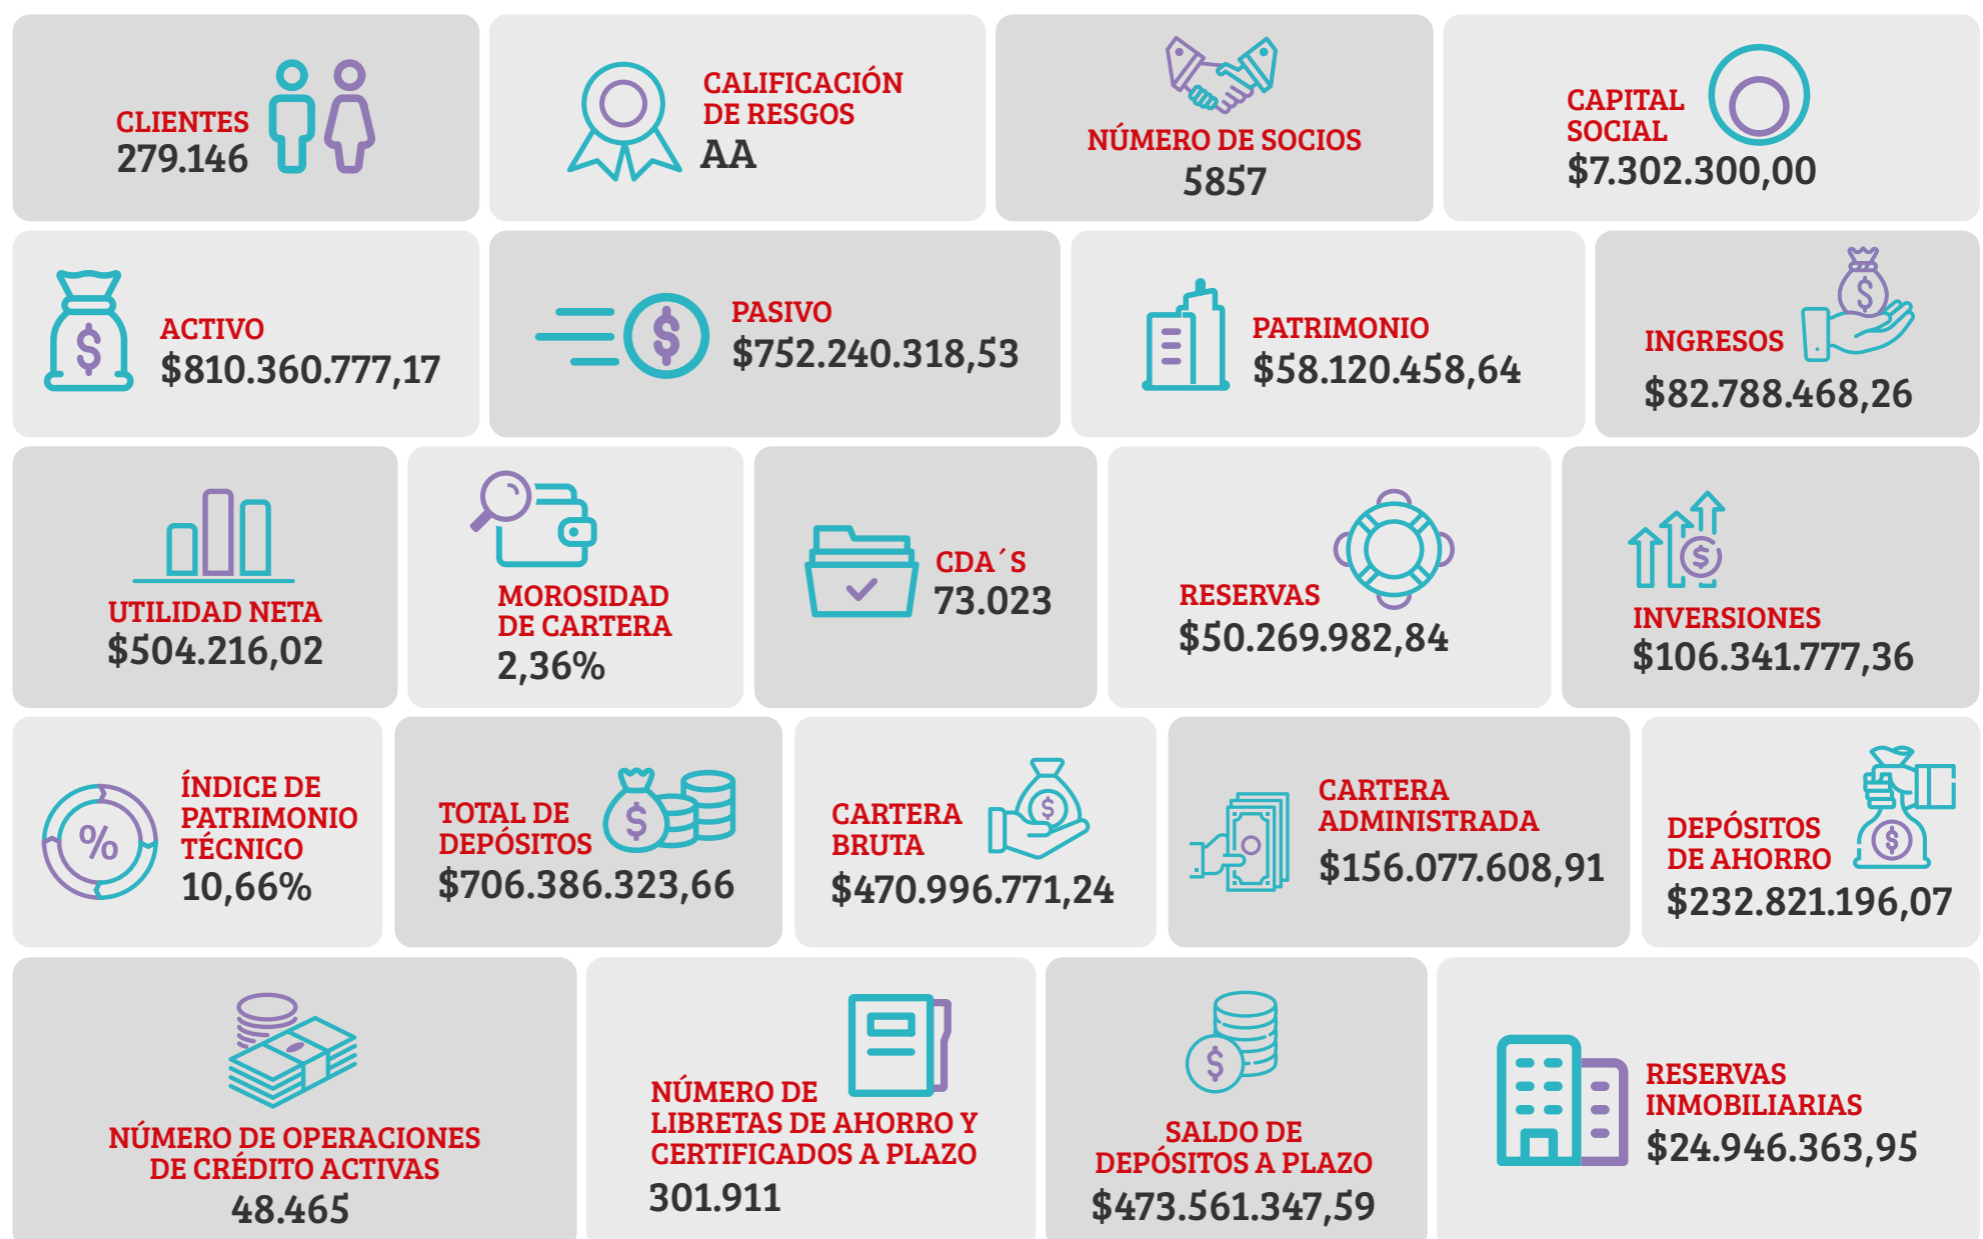 CLIENTES
279.146
CALIFICACIÓN
DE RESGOS
AA
NÚMERO DE SOCIOS
5857
CAPITAL
SOCIAL
$7.302.300,00
ACTIVO
$810.360.777,17
PASIVO
$752.240.318,53
PATRIMONIO
$58.120.458,64
INGRESOS
$82.788.468,26
UTILIDAD NETA
$504.216,02
MOROSIDAD
DE CARTERA
2,36%
CDA´S
73.023
RESERVAS
$50.269.982,84
INVERSIONES
$106.341.777,36
ÍNDICE DE
PATRIMONIO
TÉCNICO
10,66%
TOTAL DE
DEPÓSITOS
$706.386.323,66
CARTERA
BRUTA
$470.996.771,24
CARTERA
ADMINISTRADA
$156.077.608,91
DEPÓSITOS
DE AHORRO
$232.821.196,07
NÚMERO DE OPERACIONES
DE CRÉDITO ACTIVAS
48.465
NÚMERO DE
LIBRETAS DE AHORRO Y
CERTIFICADOS A PLAZO
301.911
SALDO DE
DEPÓSITOS A PLAZO
$473.561.347,59
RESERVAS
INMOBILIARIAS
$24.946.363,95